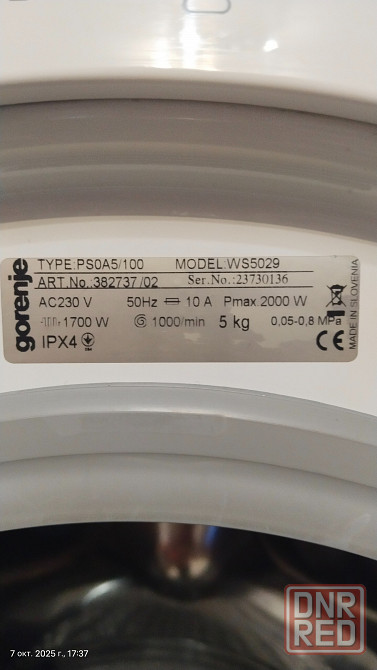 gorenje
TYPE:PS0A5/100 MODEL:WS5029
ART.No.:382737/02 Ser.No.:23730136
AC230 V 50Hz 10 A Pmax.2000 W
1700 W 1000/min 5 kg 0,05-0,8 MPa
IPX4 CE
MADE IN SLOVENIA
7 окт. 2025 г., 17:37
DNR
RED